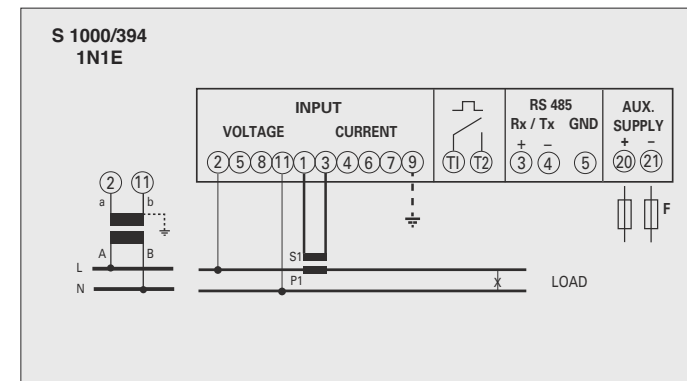 S 1000/394
1N1E
INPUT
VOLTAGE CURRENT
2 5 8 11 1 3 4 6 7 9
T1 T2
RS 485
Rx / Tx GND
+ −
3 4 5
AUX.
SUPPLY
+ −
20 21
F
2 11
a b
A B
L
N
S1
P1
X
LOAD